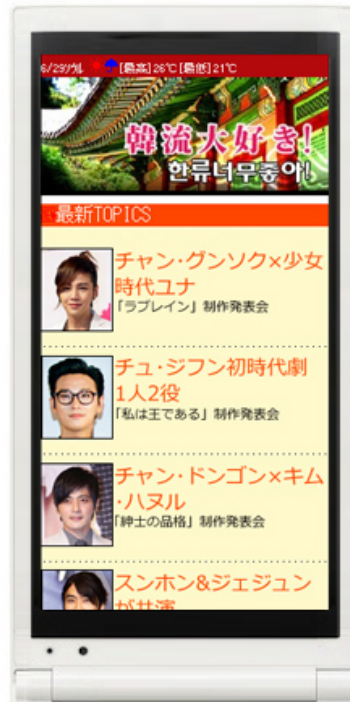 6/29ソウル [最高]26℃[最低]21℃
韓流大好き!
한류너무좋아!
最新TOPICS
チャン・グンソク×少女
時代ユナ
「ラブレイン」制作発表会
チュ・ジフン初時代劇
1人2役
「私は王である」制作発表会
チャン・ドンゴン×キム
・ハヌル
「紳士の品格」制作発表会
スンホン&ジェジュン
が共演